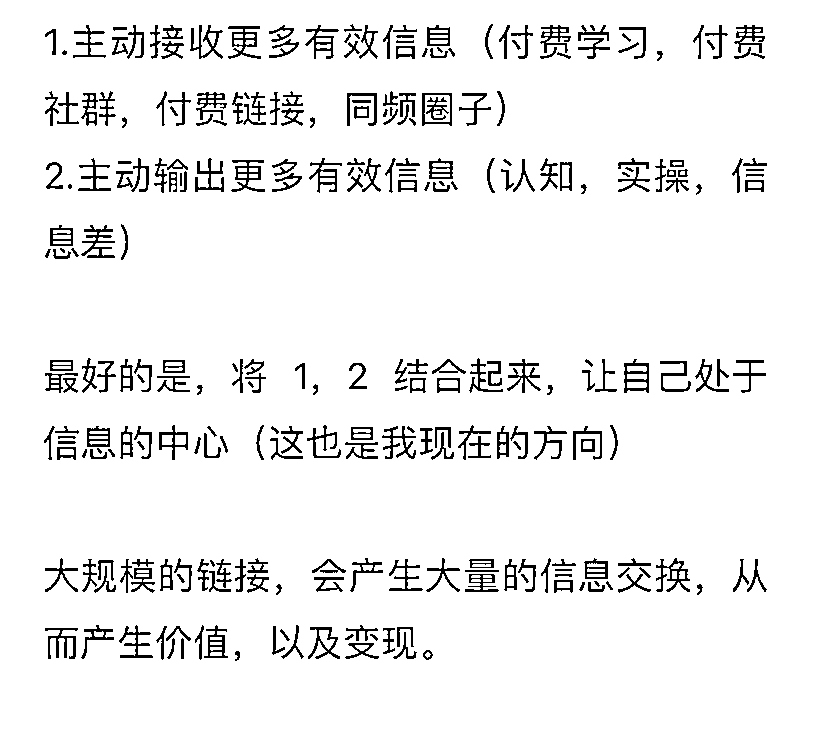 1.主动接收更多有效信息（付费学习，付费
社群，付费链接，同频圈子）
2.主动输出更多有效信息（认知，实操，信
息差）
最好的是，将 1，2 结合起来，让自己处于
信息的中心（这也是我现在的方向）
大规模的链接，会产生大量的信息交换，从
而产生价值，以及变现。